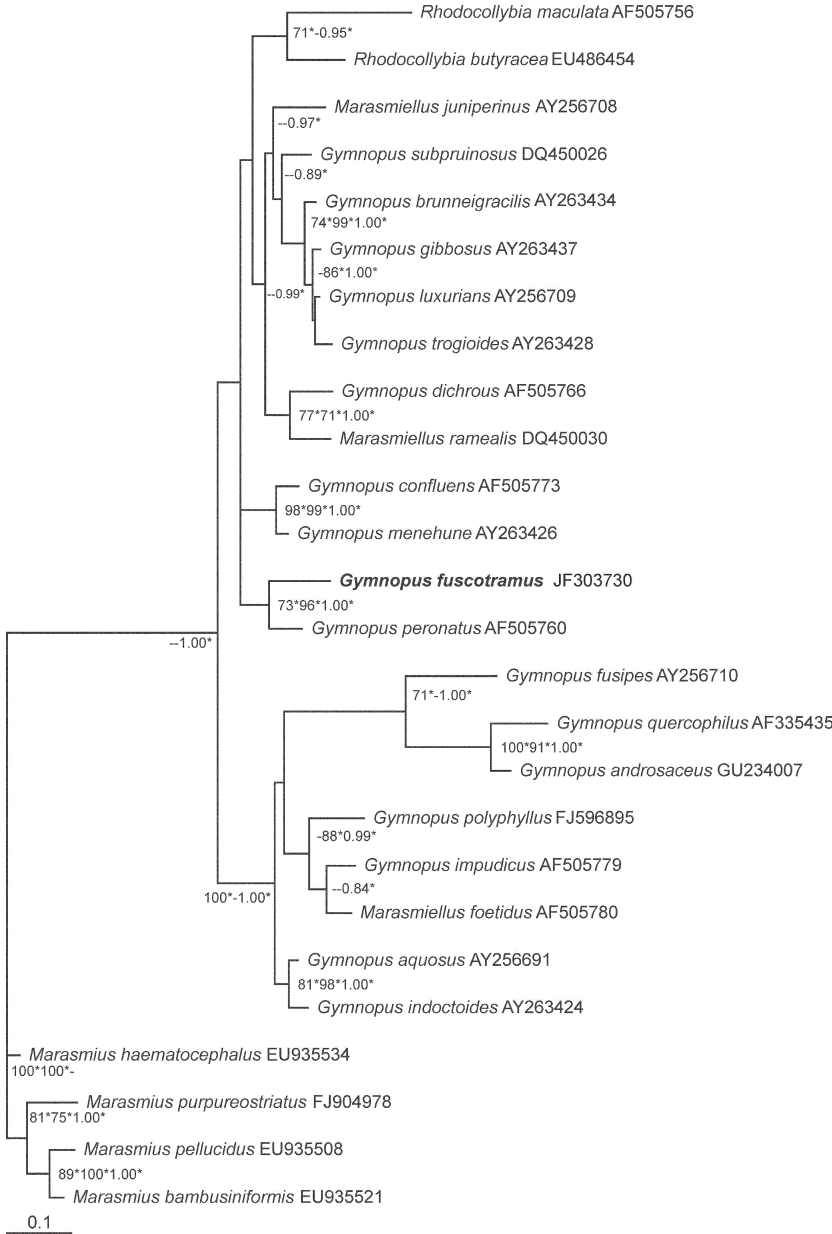 Rhodocollybia maculata AF505756
71*-0.95*
Rhodocollybia butyracea EU486454
Marasmiellus juniperinus AY256708
--0.97*
Gymnopus subpruinosus DQ450026
--0.89*
Gymnopus brunneigracilis AY263434
74*99*1.00*
Gymnopus gibbosus AY263437
-86*1.00*
--0.99*
Gymnopus luxurians AY256709
Gymnopus trogioides AY263428
Gymnopus dichrous AF505766
77*71*1.00*
Marasmiellus ramealis DQ450030
Gymnopus confluens AF505773
98*99*1.00*
Gymnopus menehune AY263426
Gymnopus fuscotramus JF303730
73*96*1.00*
Gymnopus peronatus AF505760
--1.00*
Gymnopus fusipes AY256710
71*-1.00*
Gymnopus quercophilus AF335435
100*91*1.00*
Gymnopus androsaceus GU234007
Gymnopus polyphyllus FJ596895
-88*0.99*
Gymnopus impudicus AF505779
--0.84*
100*-1.00*
Marasmiellus foetidus AF505780
Gymnopus aquosus AY256691
81*98*1.00*
Gymnopus indoctoides AY263424
Marasmius haematocephalus EU935534
100*100*-
Marasmius purpureostriatus FJ904978
81*75*1.00*
Marasmius pellucidus EU935508
89*100*1.00*
Marasmius bambusiniformis EU935521
0.1